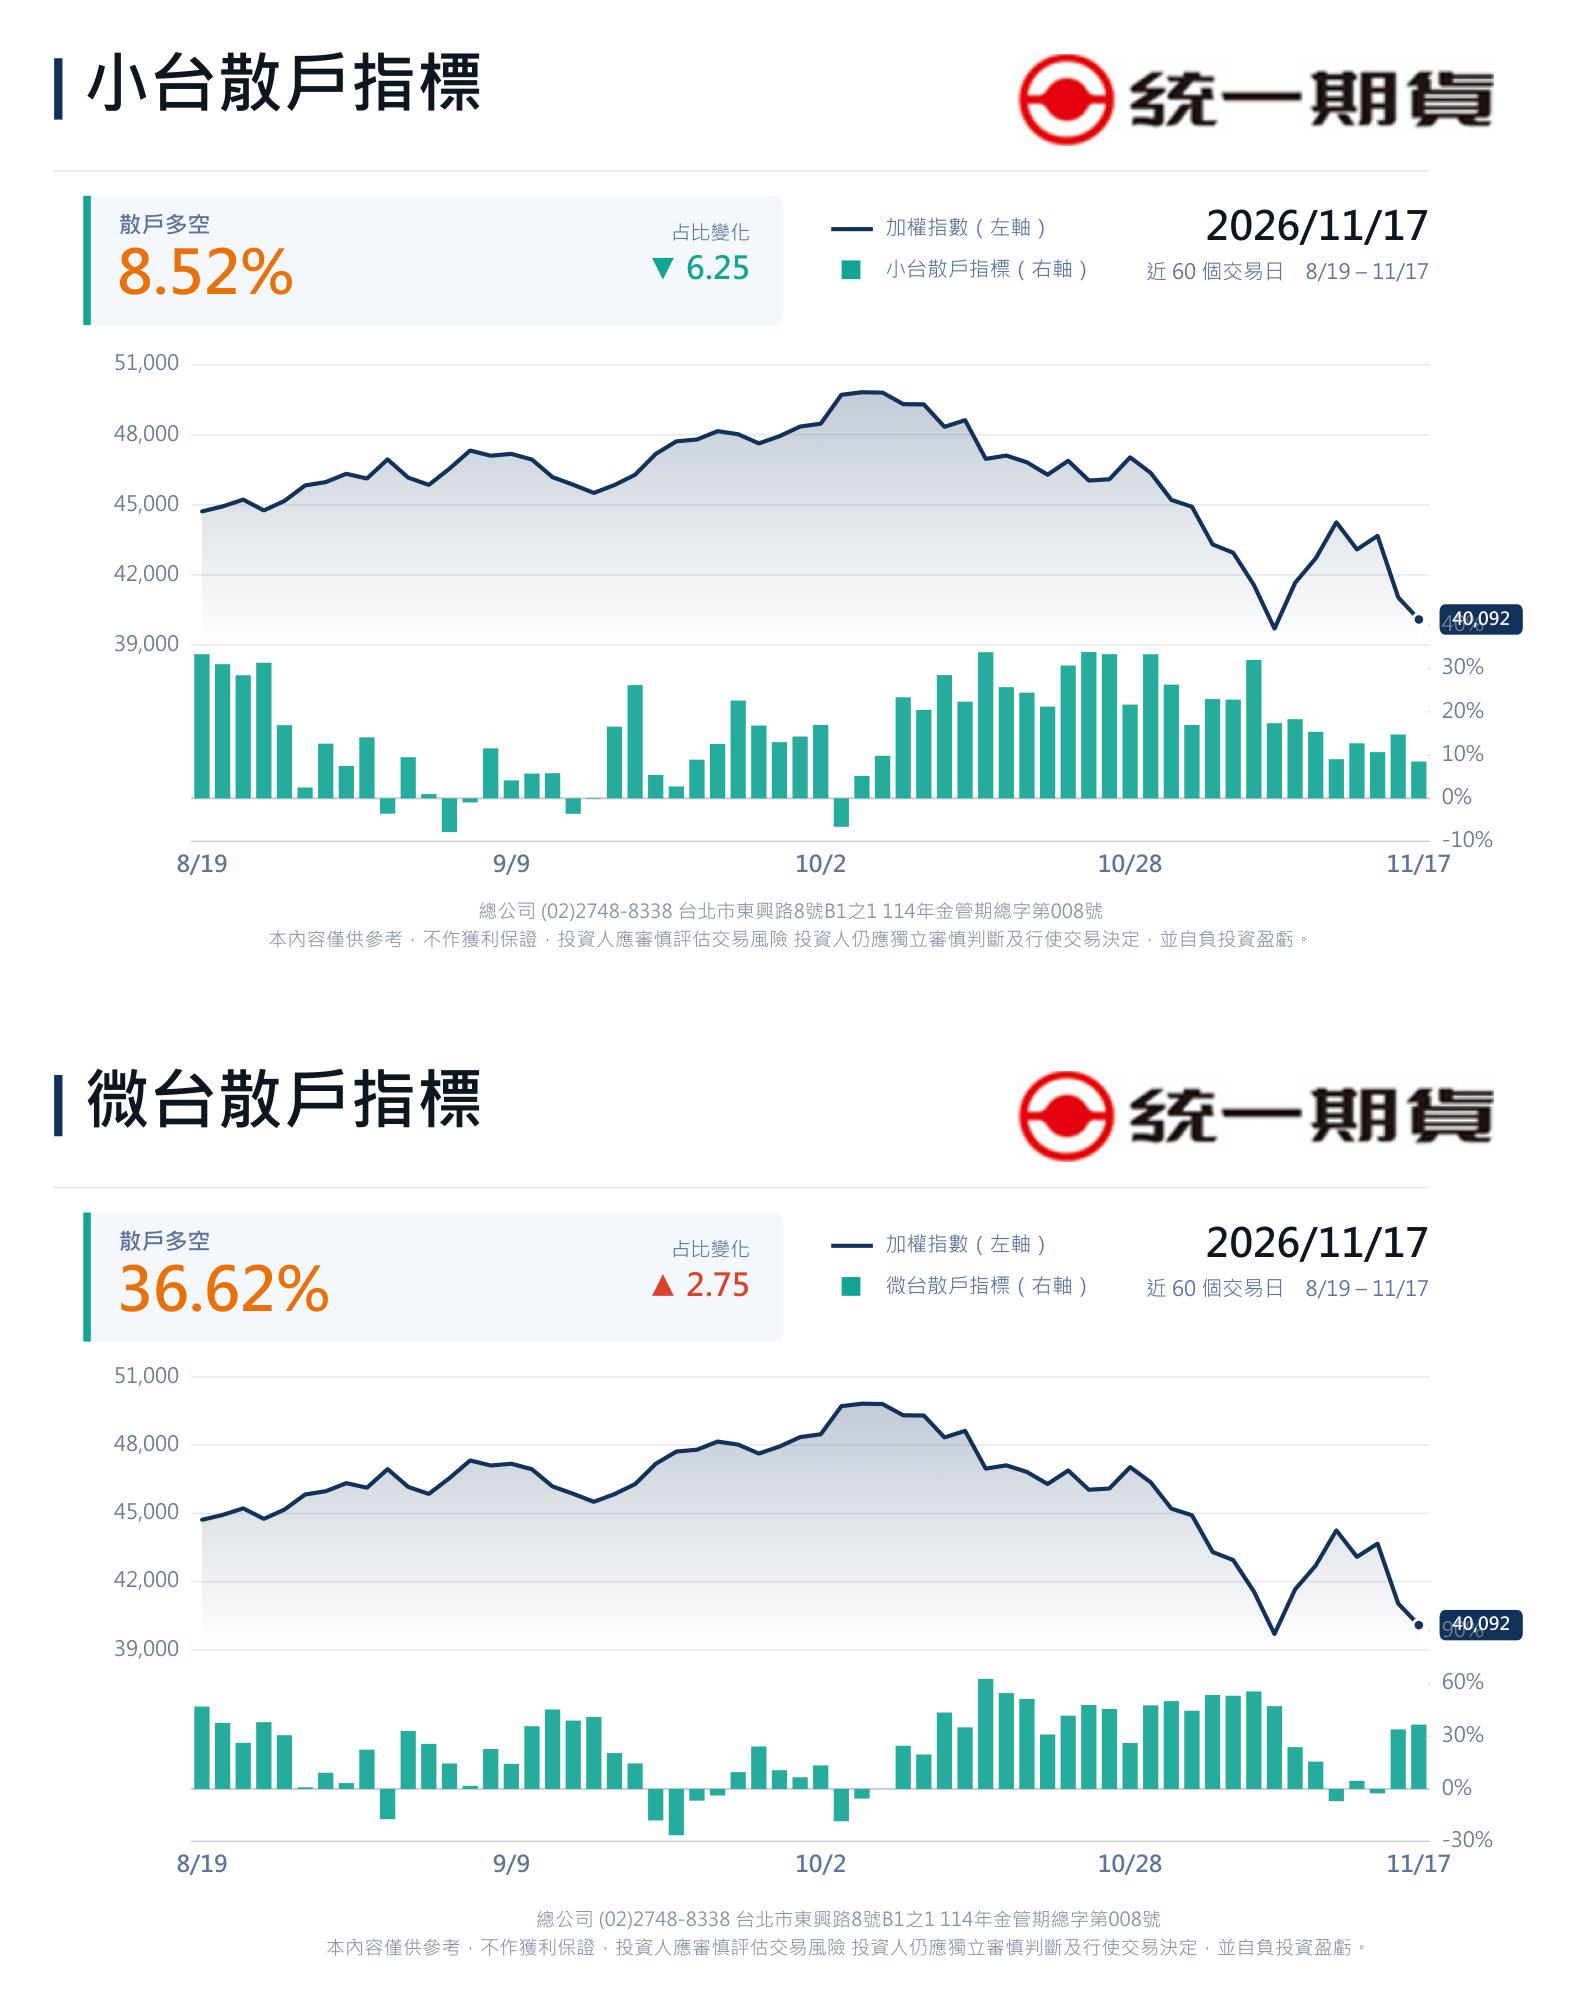 小台散戶指標
統一期貨
散戶多空
8.52%
占比變化
▼ 6.25
加權指數（左軸）
小台散戶指標（右軸）
2026/11/17
近 60 個交易日 8/19 – 11/17
51,000
48,000
45,000
42,000
39,000
40,092
40%
30%
20%
10%
0%
-10%
8/19 9/9 10/2 10/28 11/17
總公司 (02)2748-8338 台北市東興路8號B1之1 114年金管期總字第008號
本內容僅供參考，不作獲利保證，投資人應審慎評估交易風險 投資人仍應獨立審慎判斷及行使交易決定，並自負投資盈虧。
微台散戶指標
統一期貨
散戶多空
36.62%
占比變化
▲ 2.75
加權指數（左軸）
微台散戶指標（右軸）
2026/11/17
近 60 個交易日 8/19 – 11/17
51,000
48,000
45,000
42,000
39,000
40,092
90%
60%
30%
0%
-30%
8/19 9/9 10/2 10/28 11/17
總公司 (02)2748-8338 台北市東興路8號B1之1 114年金管期總字第008號
本內容僅供參考，不作獲利保證，投資人應審慎評估交易風險 投資人仍應獨立審慎判斷及行使交易決定，並自負投資盈虧。